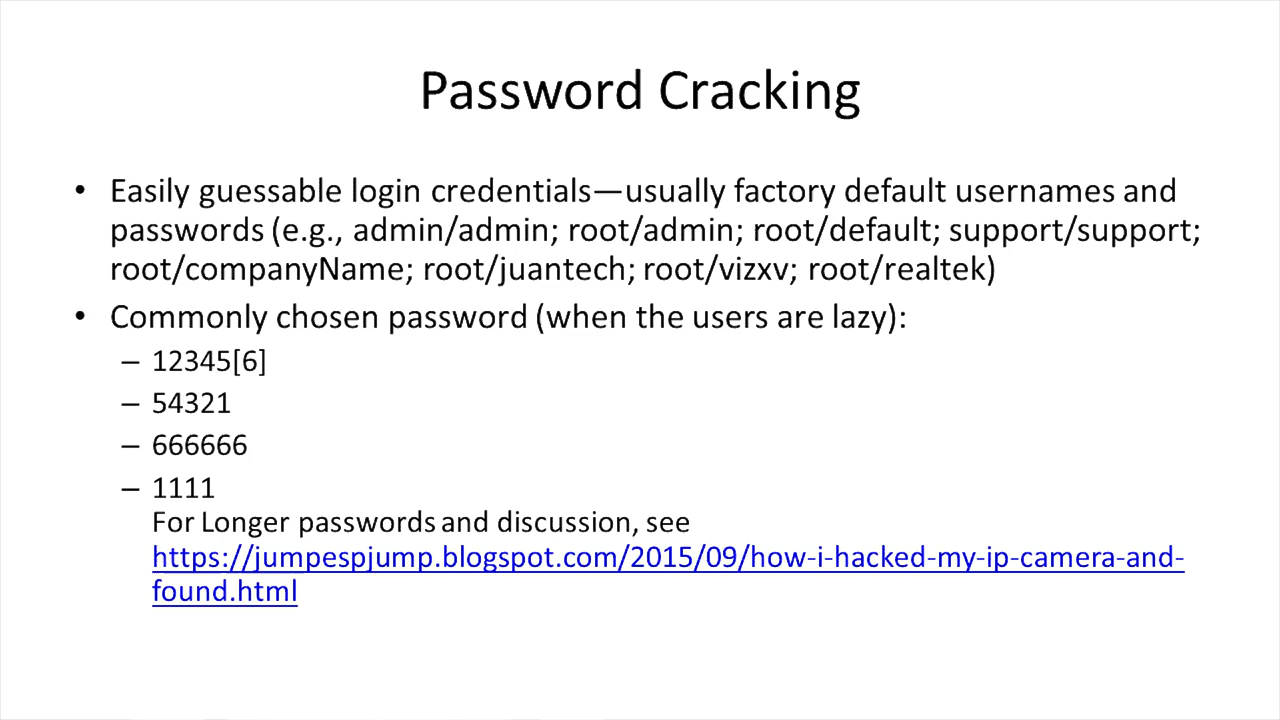 Password Cracking
• Easily guessable login credentials—usually factory default usernames and
passwords (e.g., admin/admin; root/admin; root/default; support/support;
root/companyName; root/juantech; root/vizxv; root/realtek)
• Commonly chosen password (when the users are lazy):
– 12345[6]
– 54321
– 666666
– 1111
For Longer passwords and discussion, see
https://jumpespjump.blogspot.com/2015/09/how-i-hacked-my-ip-camera-and-
found.html